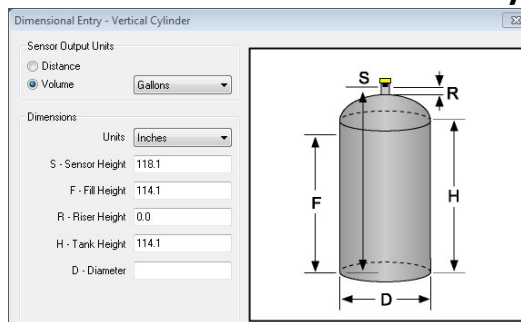 Dimensional Entry - Vertical Cylinder
Sensor Output Units
Distance
Volume
Gallons
Dimensions
Units
Inches
S - Sensor Height 118.1
F - Fill Height 114.1
R - Riser Height 0.0
H - Tank Height 114.1
D - Diameter
S
R
F
H
D